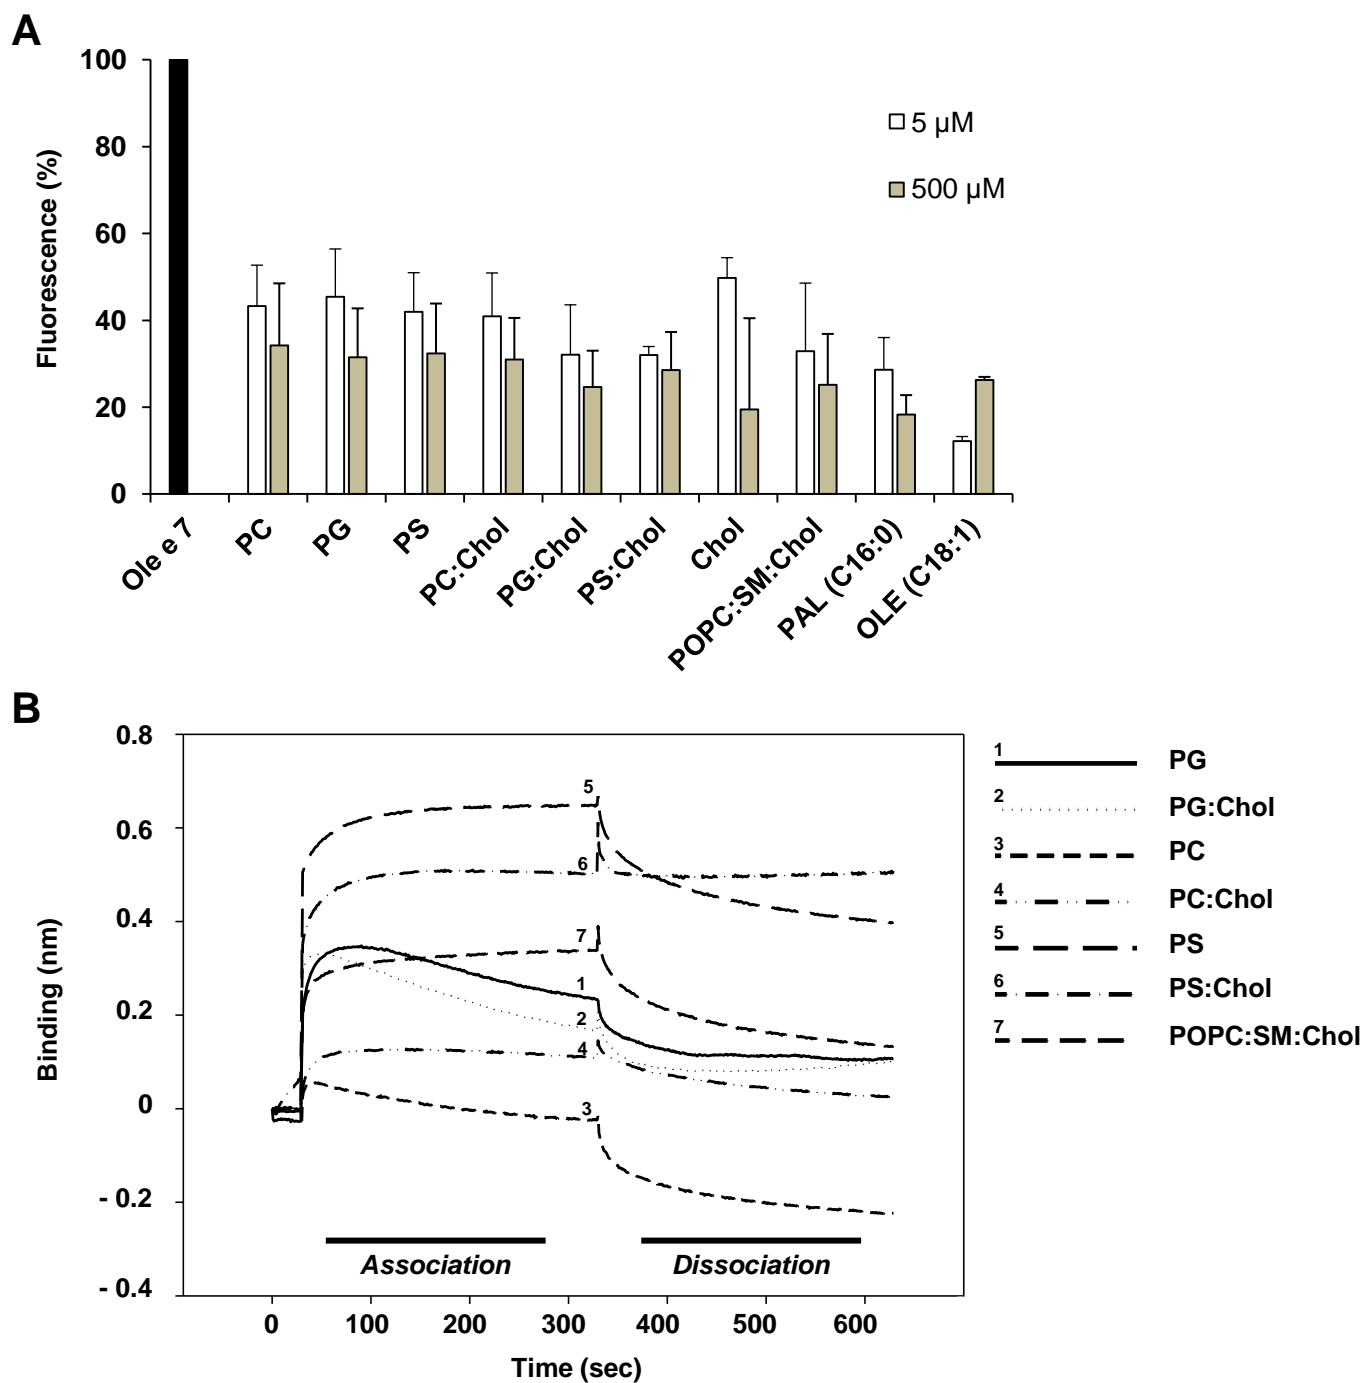 A
100
80
60
40
20
0
Fluorescence (%)
5 µM
500 µM
Ole e 7
PC
PG
PS
PC:Chol
PG:Chol
PS:Chol
Chol
POPC:SM:Chol
PAL (C16:0)
OLE (C18:1)
B
0.8
0.6
0.4
0.2
0
- 0.2
- 0.4
Binding (nm)
5
6
7
1
2
4
3
Association
Dissociation
0
100
200
300
400
500
600
Time (sec)
1 PG
2 PG:Chol
3 PC
4 PC:Chol
5 PS
6 PS:Chol
7 POPC:SM:Chol